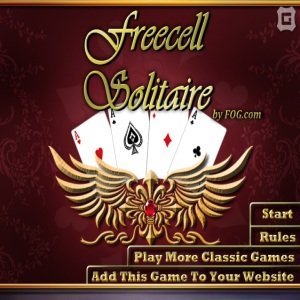 G
Freecell
Solitaire
by FOG.com
A A A A
Start
Rules
Play More Classic Games
Add This Game To Your Website